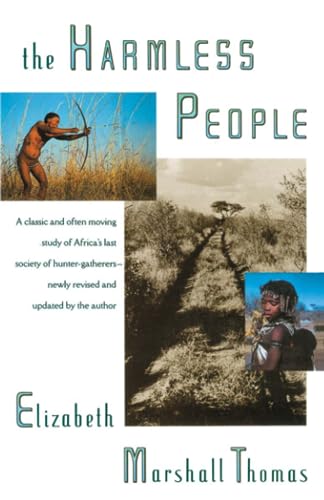 the HARMLESS
PEOPLE
A classic and often moving
study of Africa's last
society of hunter-gatherers—
newly revised and
updated by the author
Elizabeth
Marshall Thomas